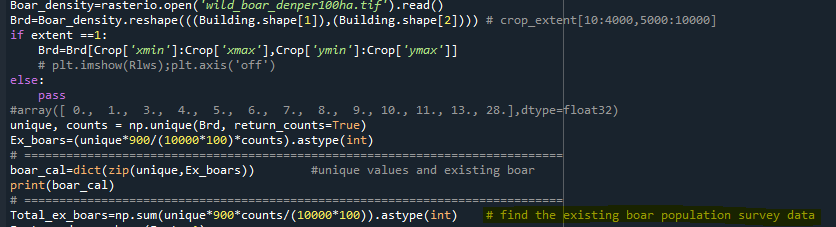 Boar_density=rasterio.open('wild_boar_denper100ha.tif').read()
Brd=Boar_density.reshape(((Building.shape[1]),(Building.shape[2]))) # crop_extent[10:4000,5000:10000]
if extent ==1:
    Brd=Brd[Crop['xmin']:Crop['xmax'],Crop['ymin']:Crop['ymax']]
    # plt.imshow(Rlws);plt.axis('off')
else:
    pass
#array([ 0., 1., 3., 4., 5., 6., 7., 8., 9., 10., 11., 13., 28.],dtype=float32)
unique, counts = np.unique(Brd, return_counts=True)
Ex_boars=(unique*900/(10000*100)*counts).astype(int)
# =============================================================================
boar_cal=dict(zip(unique,Ex_boars))        #unique values and existing boar
print(boar_cal)
# =============================================================================
Total_ex_boars=np.sum(unique*900*counts/(10000*100)).astype(int)    # find the existing boar population survey data